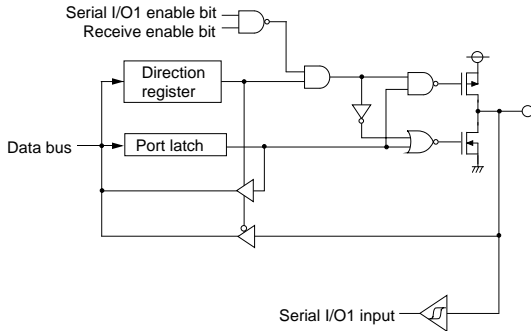 Serial I/O1 enable bit
Receive enable bit
Direction
register
Data bus
Port latch
Serial I/O1 input